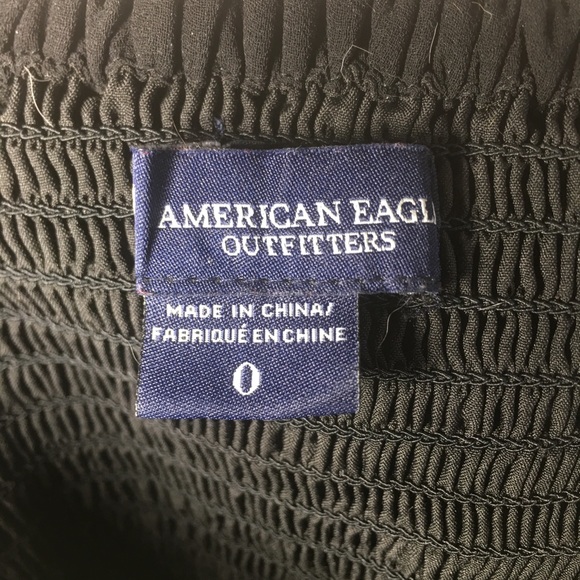 AMERICAN EAGL
OUTFITTERS
MADE IN CHINA/
FABRIQUÉ EN CHINE
0